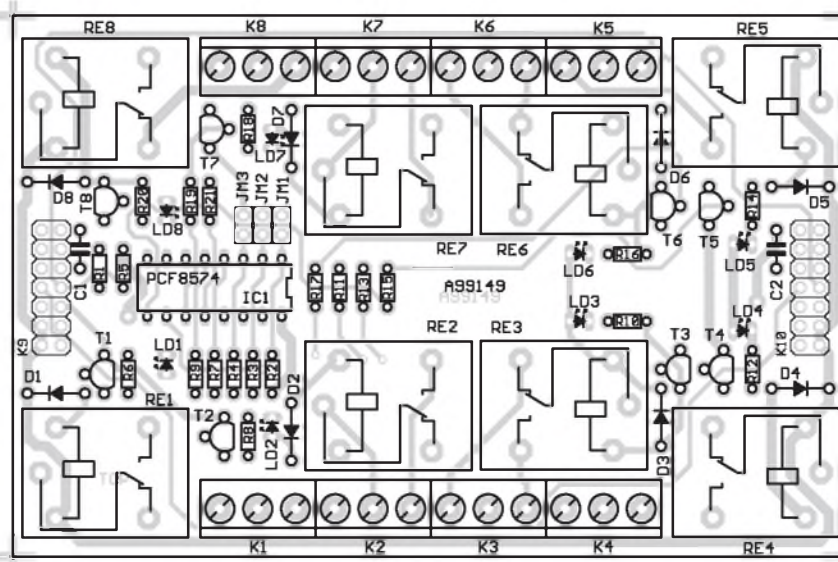 RE8 K8 K7 K6 K5 RE5
T7 R18 LD7 D7
D8 T8 R20 LD8 R19 R21 JM3 JM2 JM1
D6 T6 T5 R14 D5
RE7 RE6
C1 R1 R5 PCF8574 IC1
LD6 R16 LD5 C2
R17 R11 R13 R15 A99149
A99149
LD3 R10 LD4
K9 T1 RE2 RE3 T3 T4 K10
D1 R6 LD1 R9 R7 R4 R3 R2 D2 R12 D4
RE1 T2 R8 LD2 D3
TOP
K1 K2 K3 K4 RE4